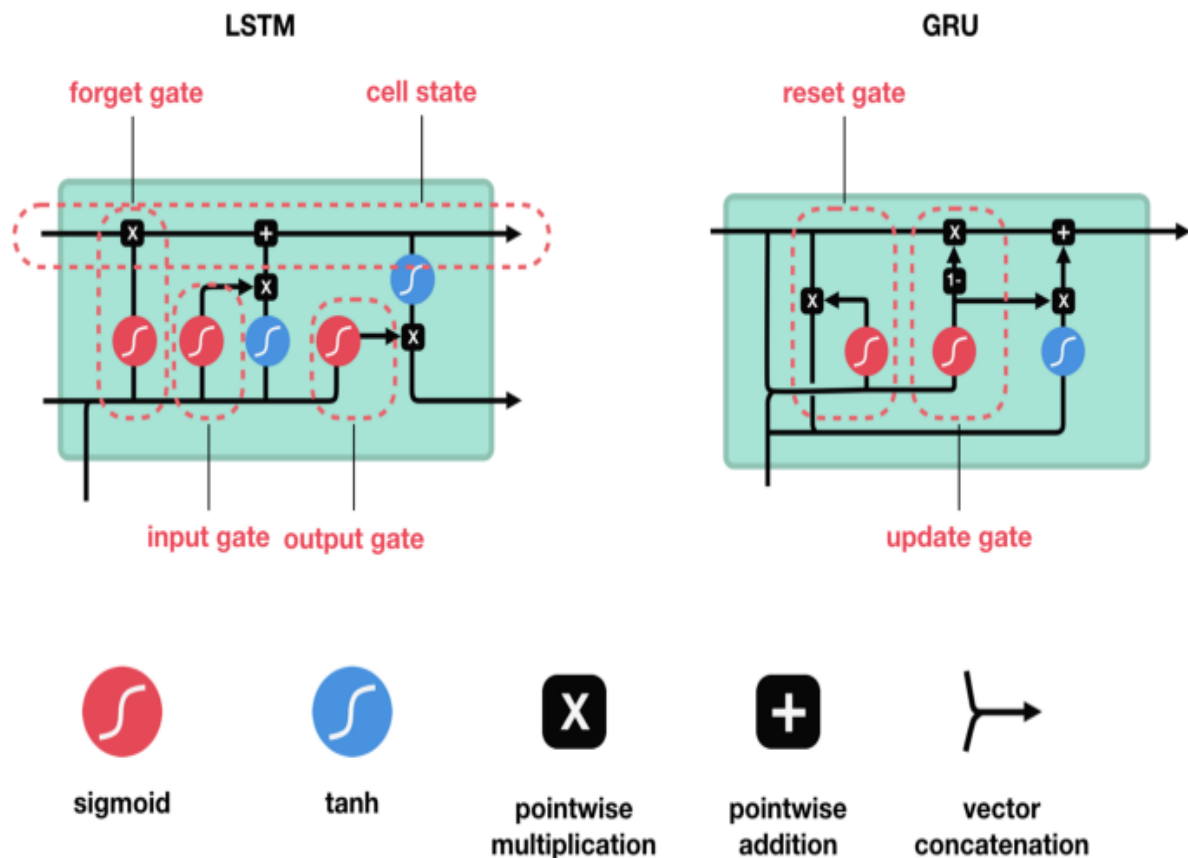 LSTM
GRU
forget gate
cell state
reset gate
X
+
X
X
X
+
1-
X
X
input gate
output gate
update gate
X
+
sigmoid
tanh
pointwise
multiplication
pointwise
addition
vector
concatenation